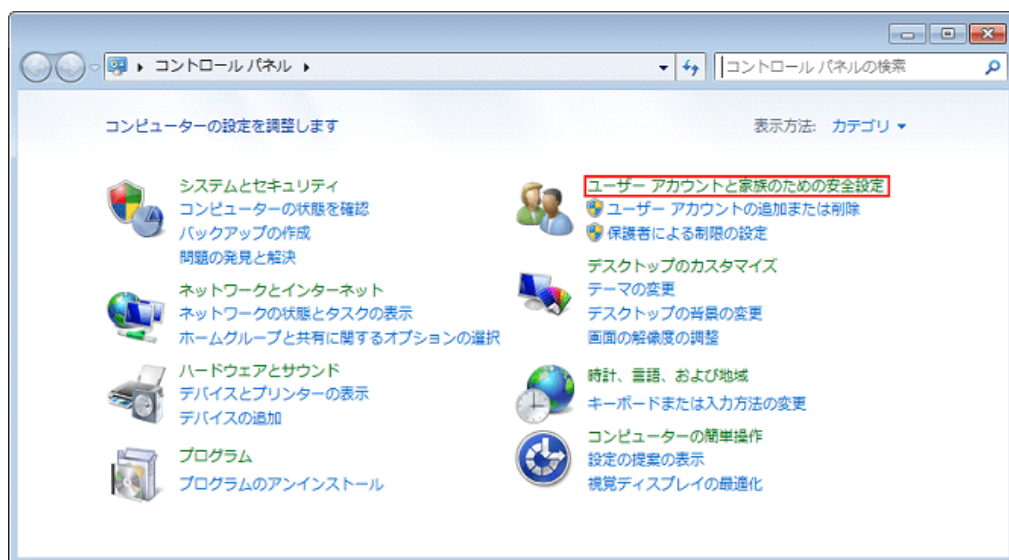 コントロール パネル
コントロール パネルの検索
コンピューターの設定を調整します
表示方法: カテゴリ
システムとセキュリティ
コンピューターの状態を確認
バックアップの作成
問題の発見と解決
ネットワークとインターネット
ネットワークの状態とタスクの表示
ホームグループと共有に関するオプションの選択
ハードウェアとサウンド
デバイスとプリンターの表示
デバイスの追加
プログラム
プログラムのアンインストール
ユーザー アカウントと家族のための安全設定
ユーザー アカウントの追加または削除
保護者による制限の設定
デスクトップのカスタマイズ
テーマの変更
デスクトップの背景の変更
画面の解像度の調整
時計、言語、および地域
キーボードまたは入力方法の変更
コンピューターの簡単操作
設定の提案の表示
視覚ディスプレイの最適化